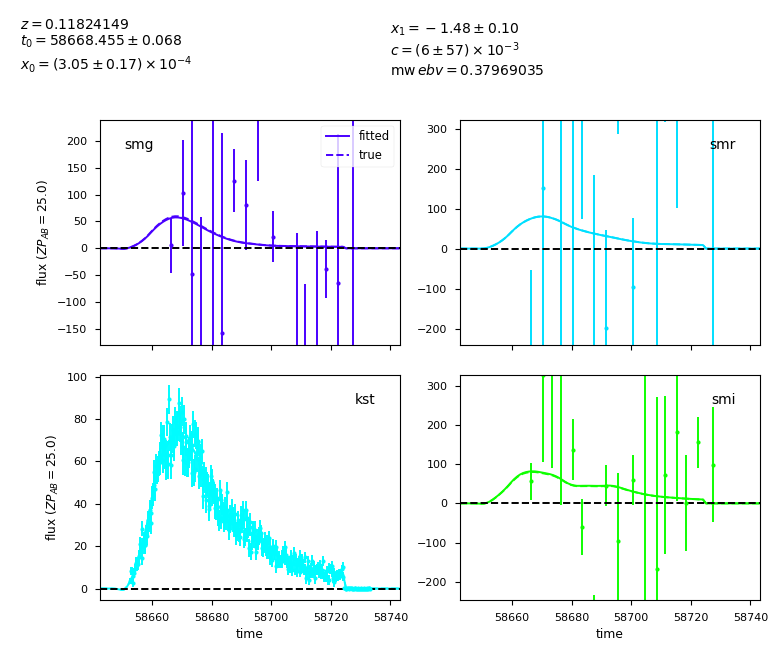 z = 0.11824149
t₀ = 58668.455 ± 0.068
x₀ = (3.05 ± 0.17) × 10⁻⁴
x₁ = −1.48 ± 0.10
c = (6 ± 57) × 10⁻³
mw ebv = 0.37969035
smg
fitted
true
200
150
100
50
0
−50
−100
−150
flux (ZP_AB = 25.0)
smr
300
200
100
0
−100
−200
kst
100
80
60
40
20
0
flux (ZP_AB = 25.0)
58660 58680 58700 58720 58740
time
smi
300
200
100
0
−100
−200
58660 58680 58700 58720 58740
time